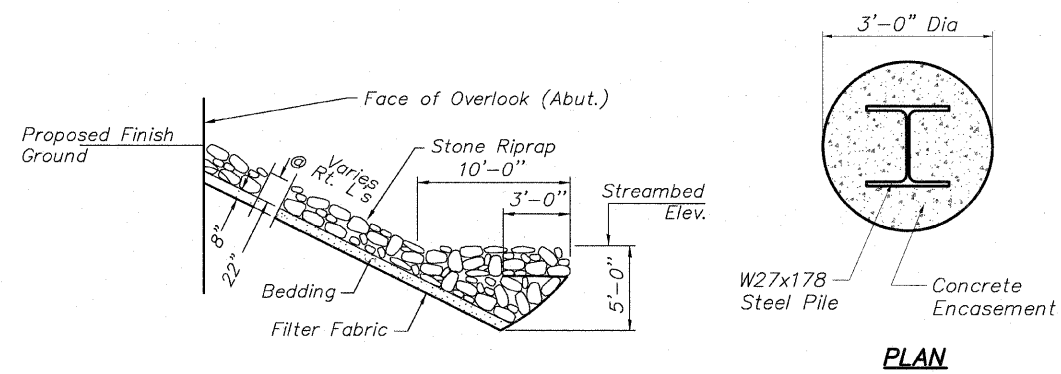 Face of Overlook (Abut.)
Proposed Finish
Ground
@ Varies
Rt. L's
Stone Riprap
10'-0"
3'-0"
Streambed
Elev.
8"
22"
5'-0"
Bedding
Filter Fabric
3'-0" Dia
W27x178
Steel Pile
Concrete
Encasement
PLAN